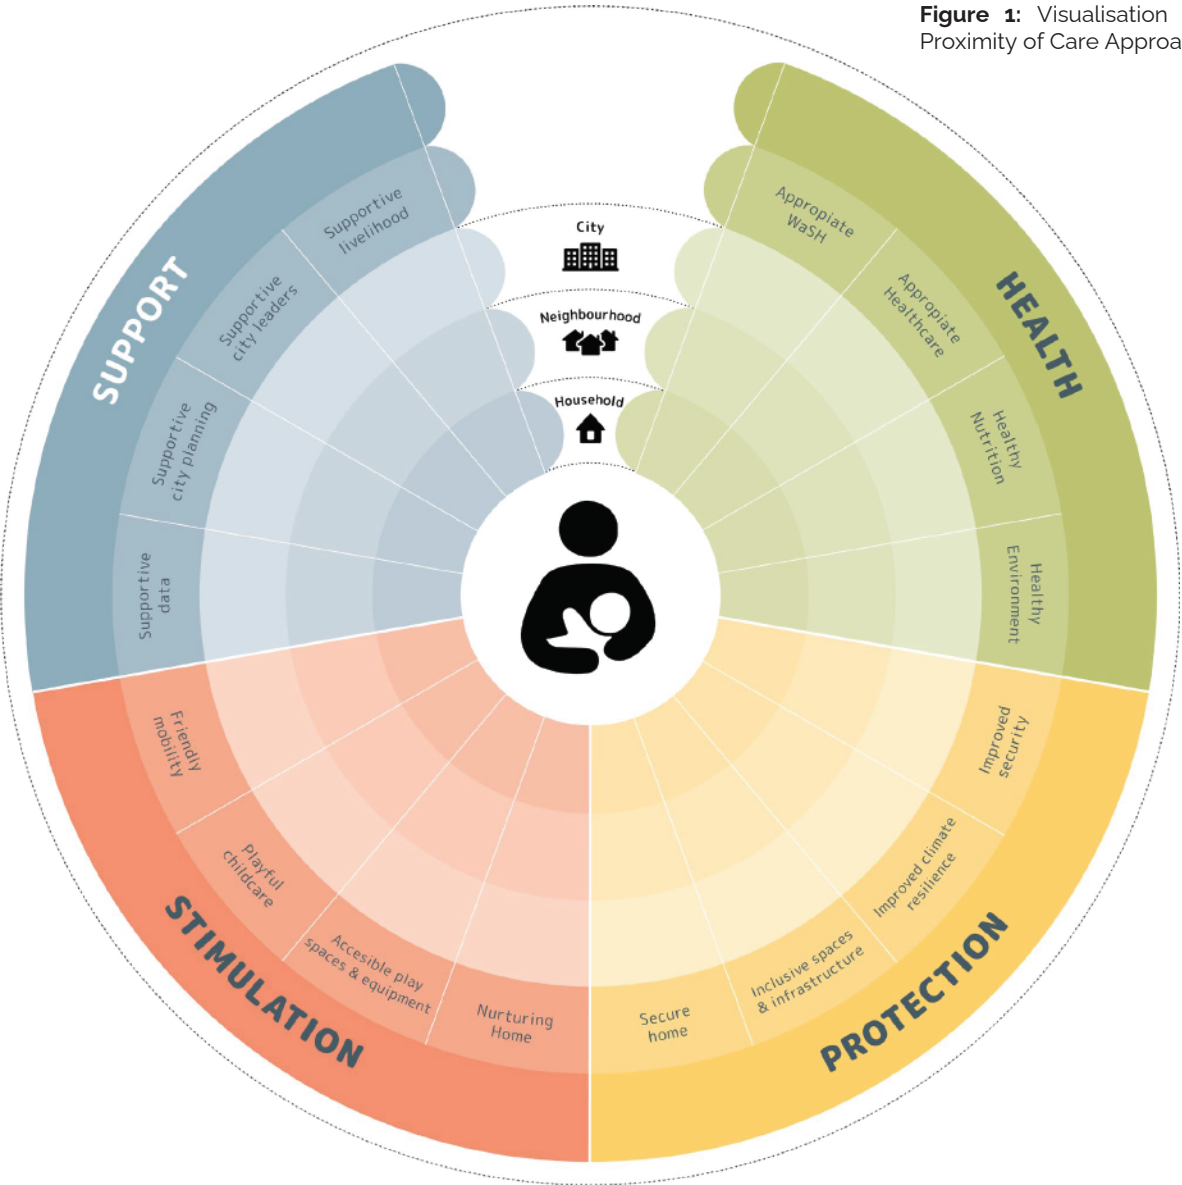 Figure 1: Visualisation
Proximity of Care Approa
City
Neighbourhood
Household
SUPPORT
Supportive
livelihood
Supportive
city leaders
Supportive
city planning
Supportive
data
HEALTH
Appropiate
WaSH
Appropiate
Healthcare
Healthy
Nutrition
Healthy
Environment
STIMULATION
Friendly
mobility
Playful
childcare
Accesible play
spaces & equipment
Nurturing
Home
PROTECTION
Improved
security
Improved climate
resilience
Inclusive spaces
& infrastructure
Secure
home